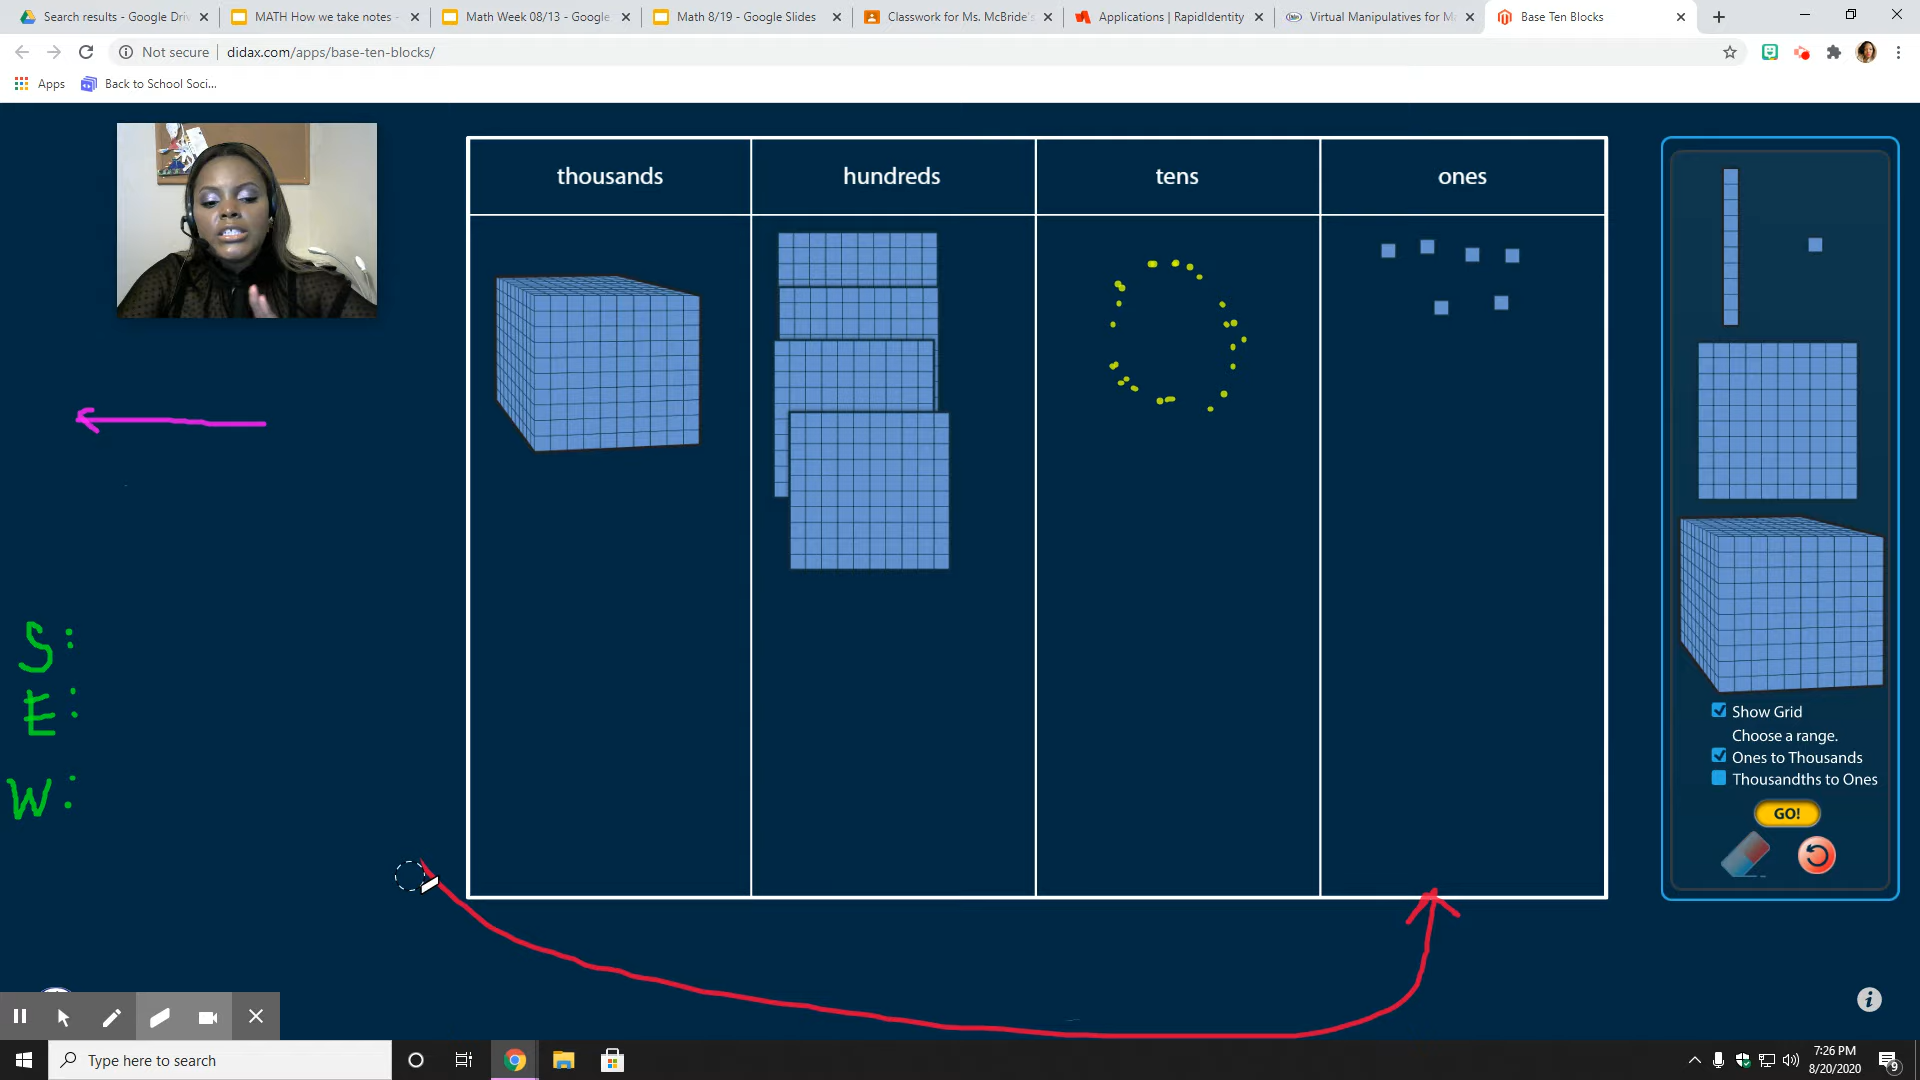 Search results - Google Dri
MATH How we take notes -
Math Week 08/13 - Google
Math 8/19 - Google Slides
Classwork for Ms. McBride'
Applications | RapidIdentity
Virtual Manipulatives for M
Base Ten Blocks
Not secure | didax.com/apps/base-ten-blocks/
Apps
Back to School Soci...
thousands hundreds tens ones
S:
E:
W:
Show Grid
Choose a range.
Ones to Thousands
Thousandths to Ones
GO!
i
Type here to search
7:26 PM
8/20/2020
9